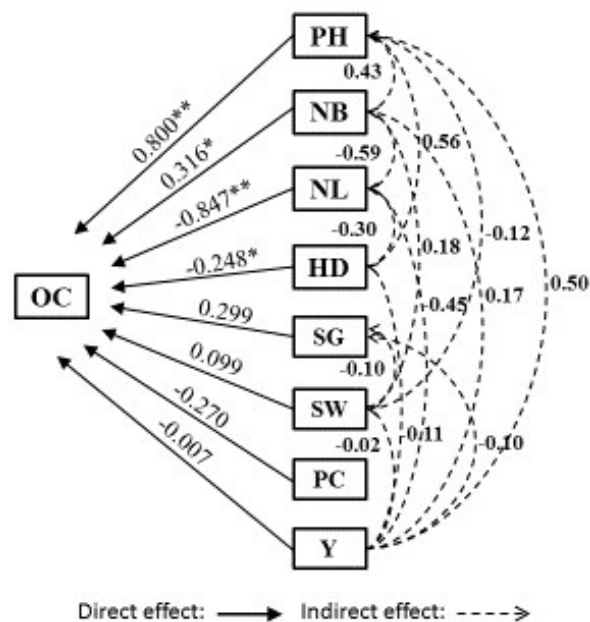 PH
0.43
0.800**
NB
0.316*
-0.59
0.56
NL
-0.847**
-0.30
0.18
-0.12
HD
-0.248*
OC
0.299
-0.45
0.17
0.50
SG
0.099
-0.10
SW
-0.270
-0.02
-0.11
-0.10
PC
-0.007
Y
Direct effect: Indirect effect: